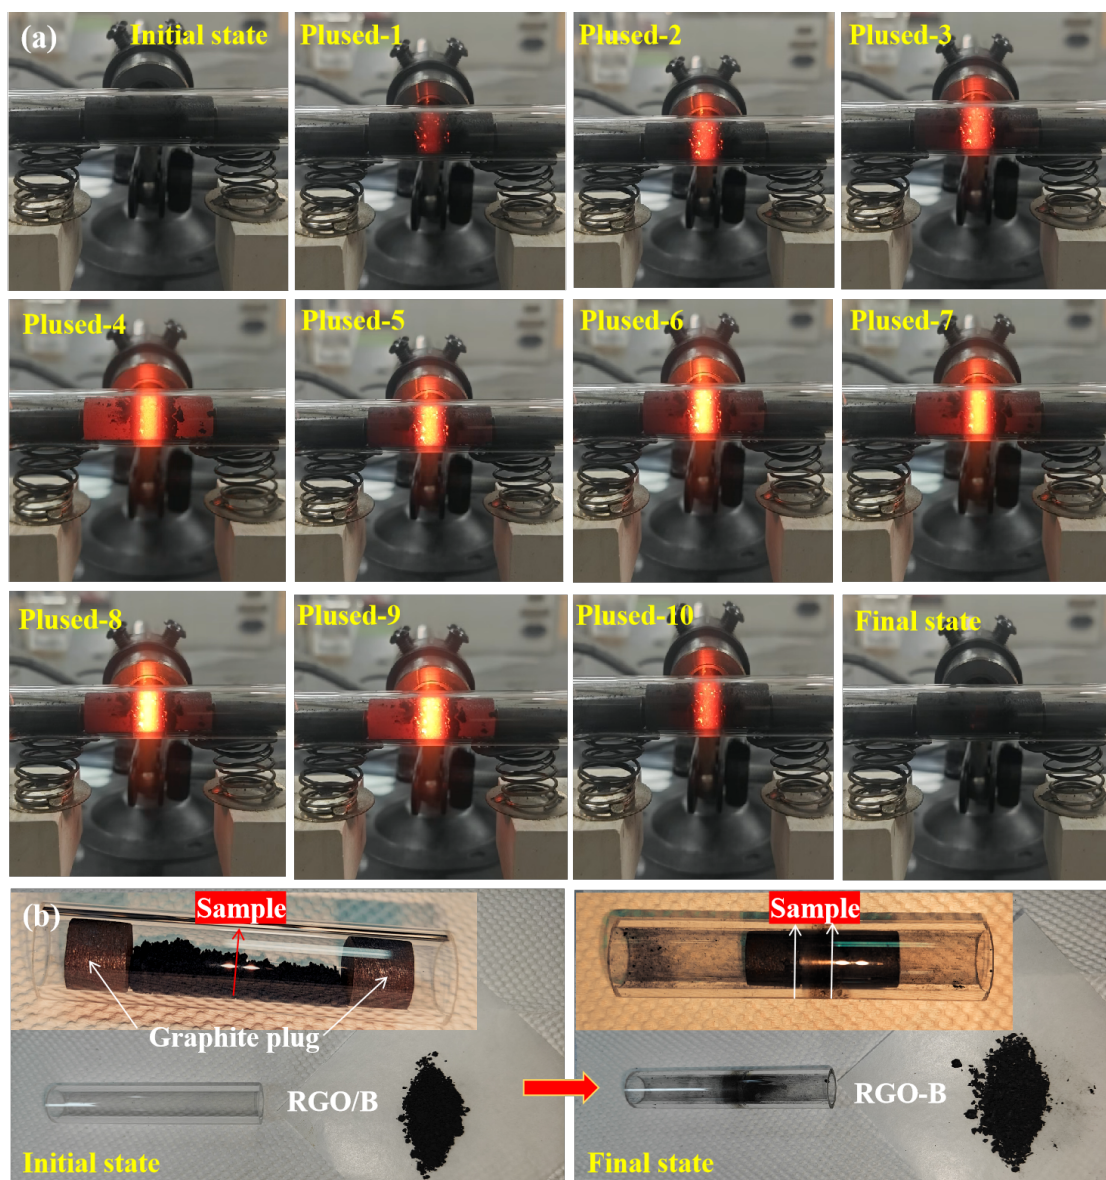 (a) Initial state
Plused-1
Plused-2
Plused-3
Plused-4
Plused-5
Plused-6
Plused-7
Plused-8
Plused-9
Plused-10
Final state
(b)
Sample
Graphite plug
RGO/B
Initial state
Sample
RGO-B
Final state